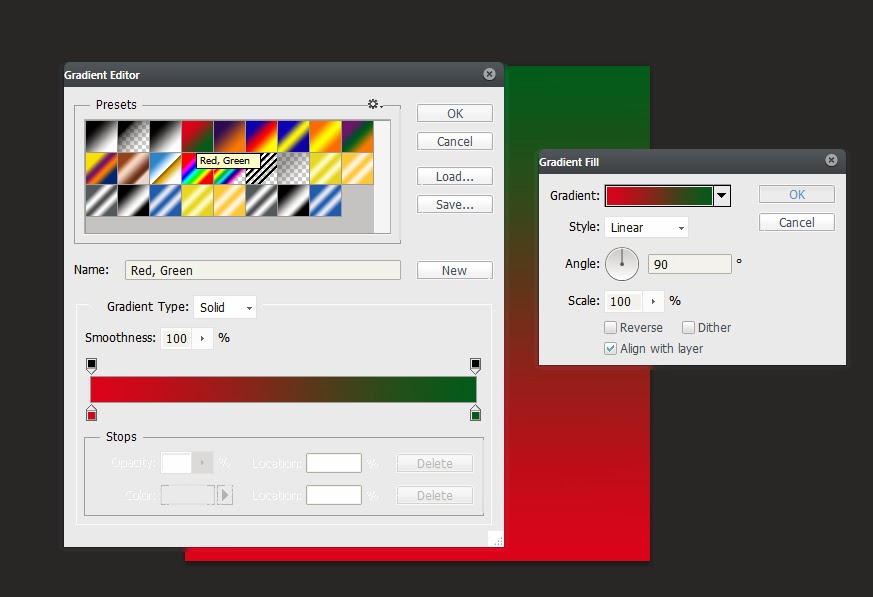 Gradient Editor
Presets
OK
Cancel
Red, Green
Load...
Save...
Name: Red, Green
New
Gradient Type: Solid
Smoothness: 100 %
Stops
Opacity: % Location: % Delete
Color: Location: % Delete
Gradient Fill
Gradient: OK
Style: Linear Cancel
Angle: 90 °
Scale: 100 %
Reverse Dither
Align with layer